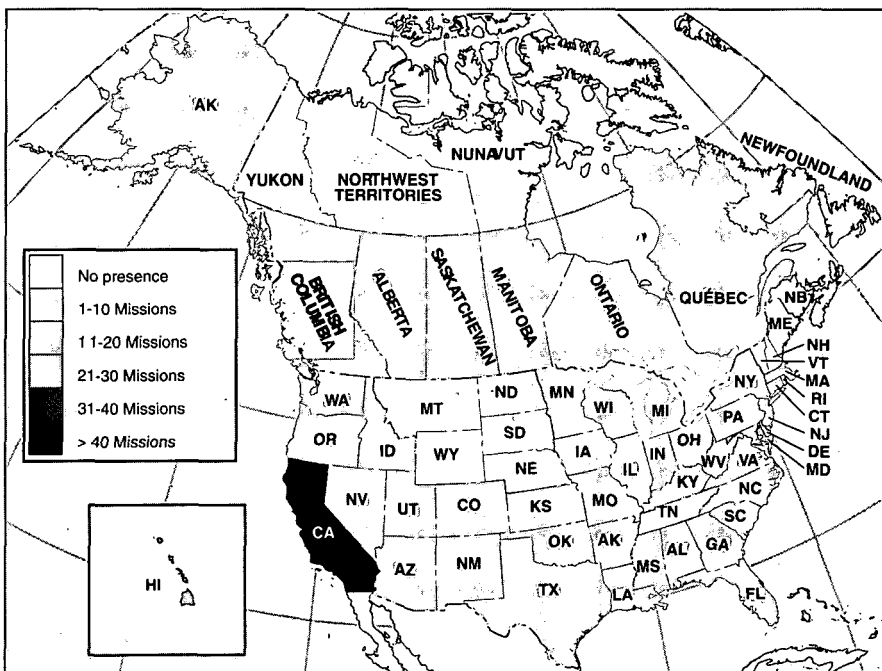 AK
NUNAVUT
NEWFOUNDLAND
YUKON
NORTHWEST
TERRITORIES
No presence
1-10 Missions
11-20 Missions
21-30 Missions
31-40 Missions
> 40 Missions
BRITISH
COLUMBIA
ALBERTA
SASKATCHEWAN
MANITOBA
ONTARIO
QUÉBEC
NB
ME
NH
VT
MA
RI
CT
NJ
DE
MD
WA
MT
ND
MN
WI
MI
NY
PA
OR
ID
WY
SD
IA
NE
IL
IN
OH
WV
VA
KY
NV
UT
CO
KS
MO
NC
TN
SC
CA
AZ
NM
OK
AK
MS
AL
GA
TX
LA
FL
HI